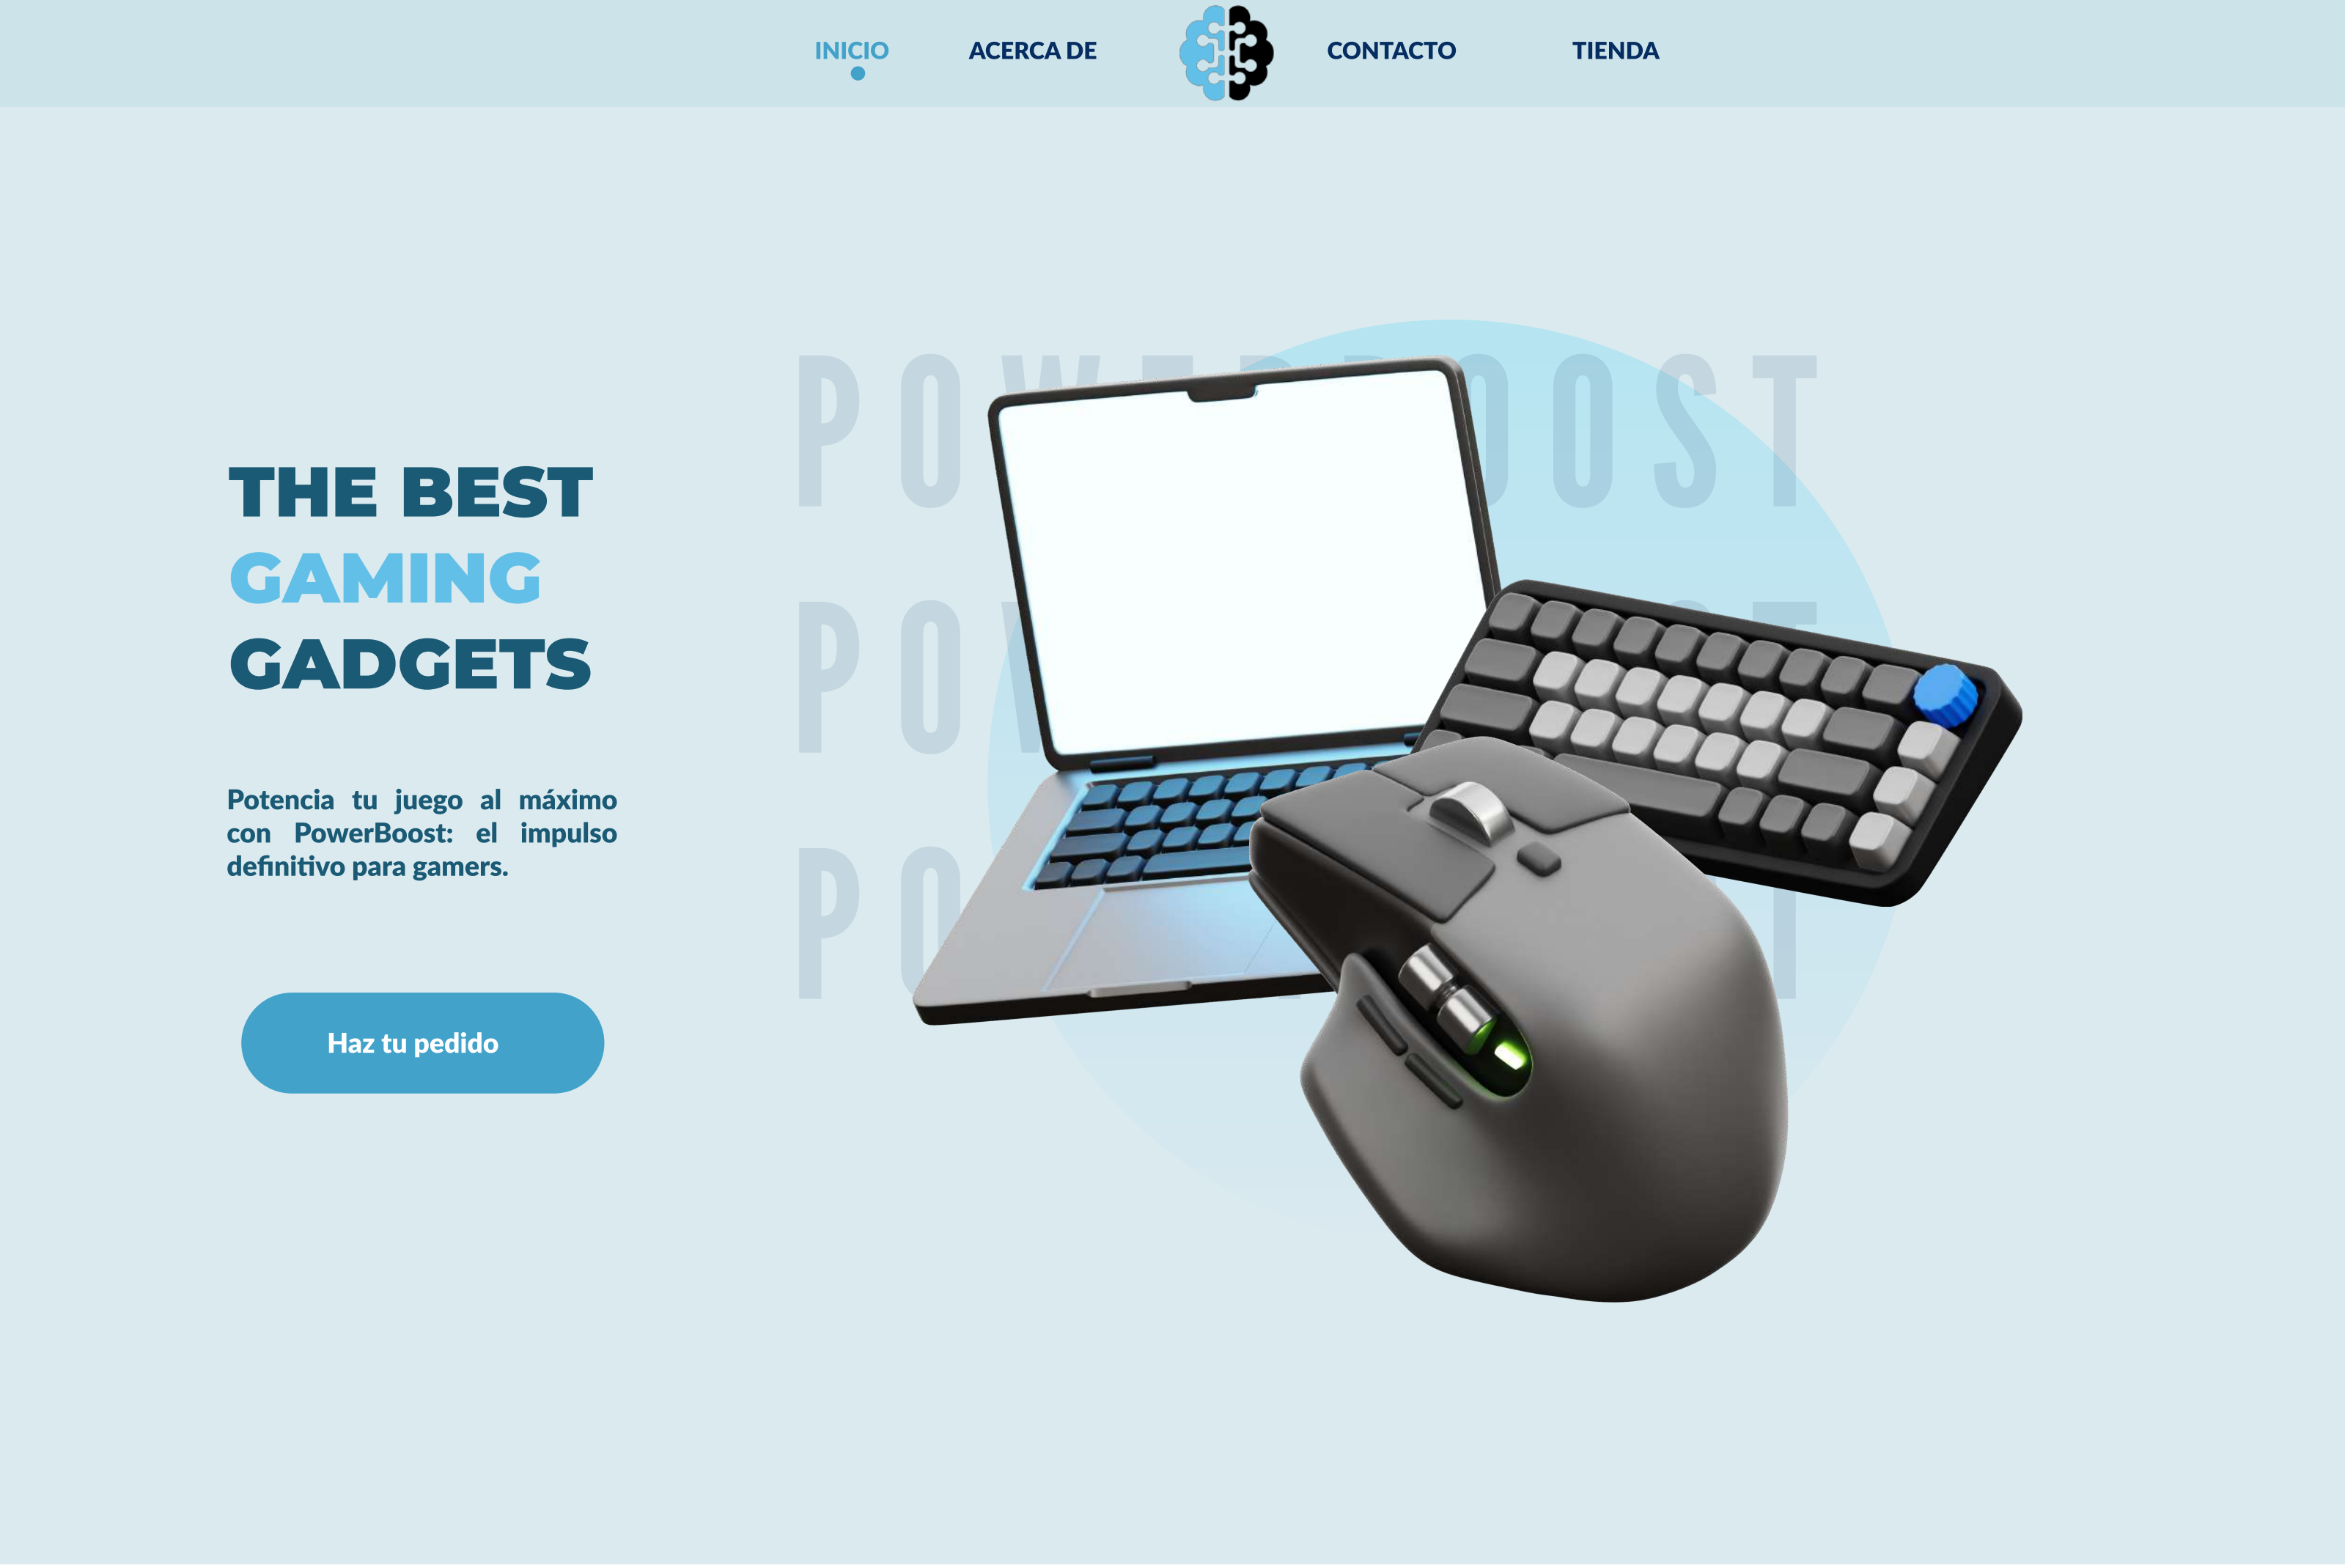 INICIO
ACERCA DE
CONTACTO
TIENDA
THE BEST
GAMING
GADGETS
Potencia tu juego al máximo
con PowerBoost: el impulso
definitivo para gamers.
Haz tu pedido
POWERBOOST